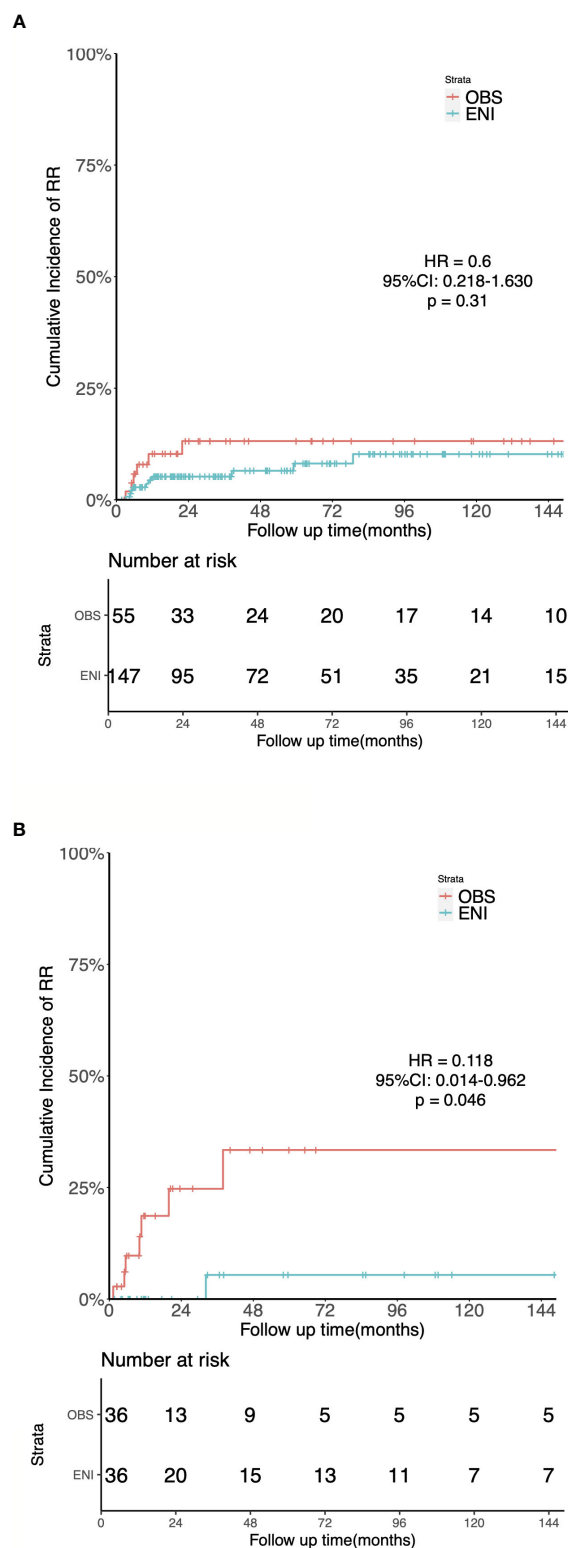 A
100%
75%
50%
25%
0%
Cumulative Incidence of RR
Strata
OBS
ENI
HR = 0.6
95%CI: 0.218-1.630
p = 0.31
0 24 48 72 96 120 144
Follow up time(months)
Number at risk
Strata
OBS 55 33 24 20 17 14 10
ENI 147 95 72 51 35 21 15
0 24 48 72 96 120 144
Follow up time(months)
B
100%
75%
50%
25%
0%
Cumulative Incidence of RR
Strata
OBS
ENI
HR = 0.118
95%CI: 0.014-0.962
p = 0.046
0 24 48 72 96 120 144
Follow up time(months)
Number at risk
Strata
OBS 36 13 9 5 5 5 5
ENI 36 20 15 13 11 7 7
0 24 48 72 96 120 144
Follow up time(months)